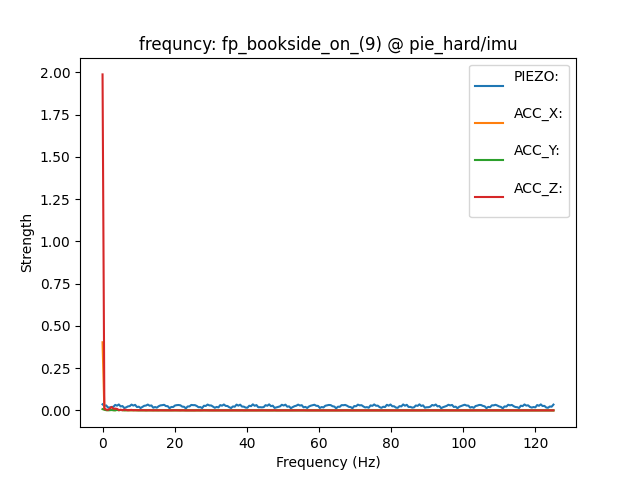 frequncy: fp_bookside_on_(9) @ pie_hard/imu
2.00
1.75
1.50
1.25
1.00
0.75
0.50
0.25
0.00
Strength
PIEZO:
ACC_X:
ACC_Y:
ACC_Z:
0 20 40 60 80 100 120
Frequency (Hz)